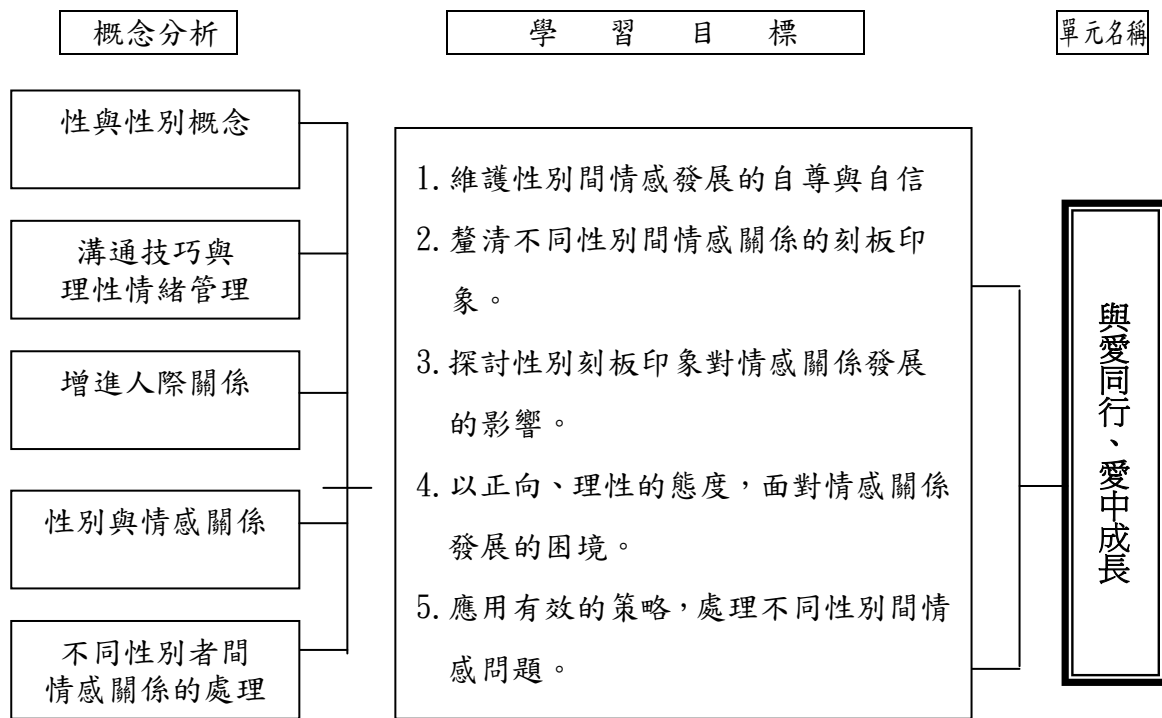 概念分析
學　習　目　標
單元名稱
性與性別概念
溝通技巧與
理性情緒管理
增進人際關係
性別與情感關係
不同性別者間
情感關係的處理
1. 維護性別間情感發展的自尊與自信
2. 釐清不同性別間情感關係的刻板印
象。
3. 探討性別刻板印象對情感關係發展
的影響。
4. 以正向、理性的態度，面對情感關係
發展的困境。
5. 應用有效的策略，處理不同性別間情
感問題。
與愛同行、愛中成長